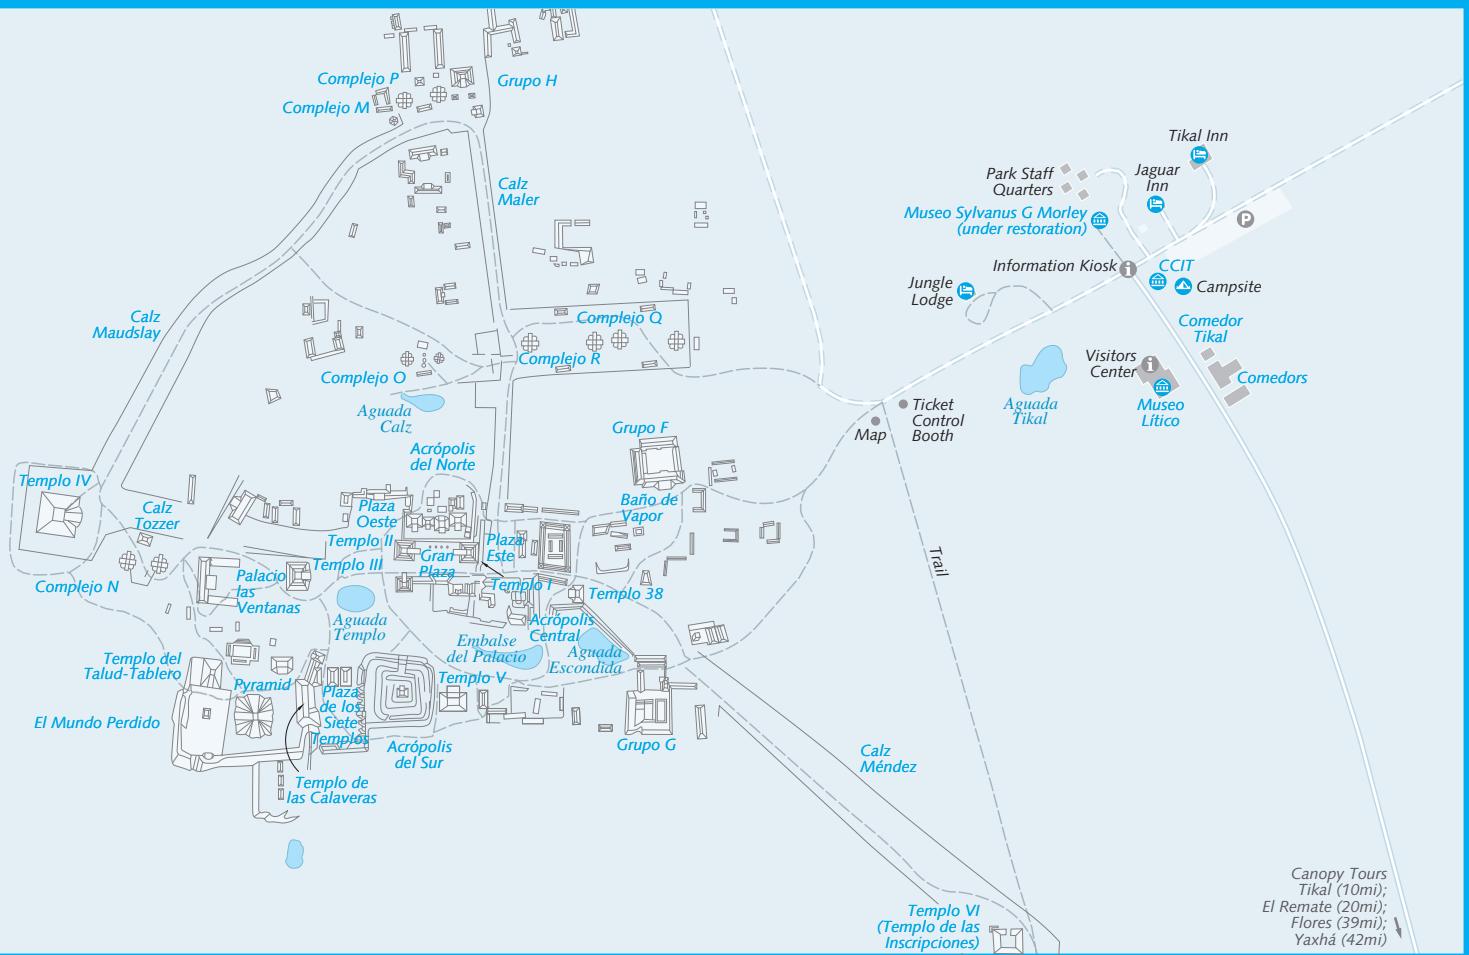 Complejo P
Grupo H
Complejo M
Calz
Maler
Calz
Maudslay
Complejo Q
Complejo R
Complejo O
Aguada
Calz
Tikal Inn
Jaguar
Inn
Park Staff
Quarters
Museo Sylvanus G Morley
(under restoration)
P
Information Kiosk
i
CCIT
Campsite
Jungle
Lodge
Comedor
Tikal
Visitors
Center
i
Comedors
Museo
Lítico
Aguada
Tikal
Ticket
Control
Booth
Map
Grupo F
Acrópolis
del Norte
Templo IV
Calz
Tozzer
Plaza
Oeste
Baño de
Vapor
Templo II
Gran
Plaza
Plaza
Este
Templo III
Templo I
Templo 38
Trail
Complejo N
Palacio
las
Ventanas
Aguada
Templo
Acrópolis
Central
Embalse
del Palacio
Aguada
Escondida
Templo del
Talud-Tablero
Pyramid
Plaza
de los
Siete
Templos
Templo V
El Mundo Perdido
Acrópolis
del Sur
Grupo G
Templo de
las Calaveras
Calz
Méndez
Templo VI
(Templo de las
Inscripciones)
Canopy Tours
Tikal (10mi);
El Remate (20mi);
Flores (39mi);
Yaxhá (42mi)